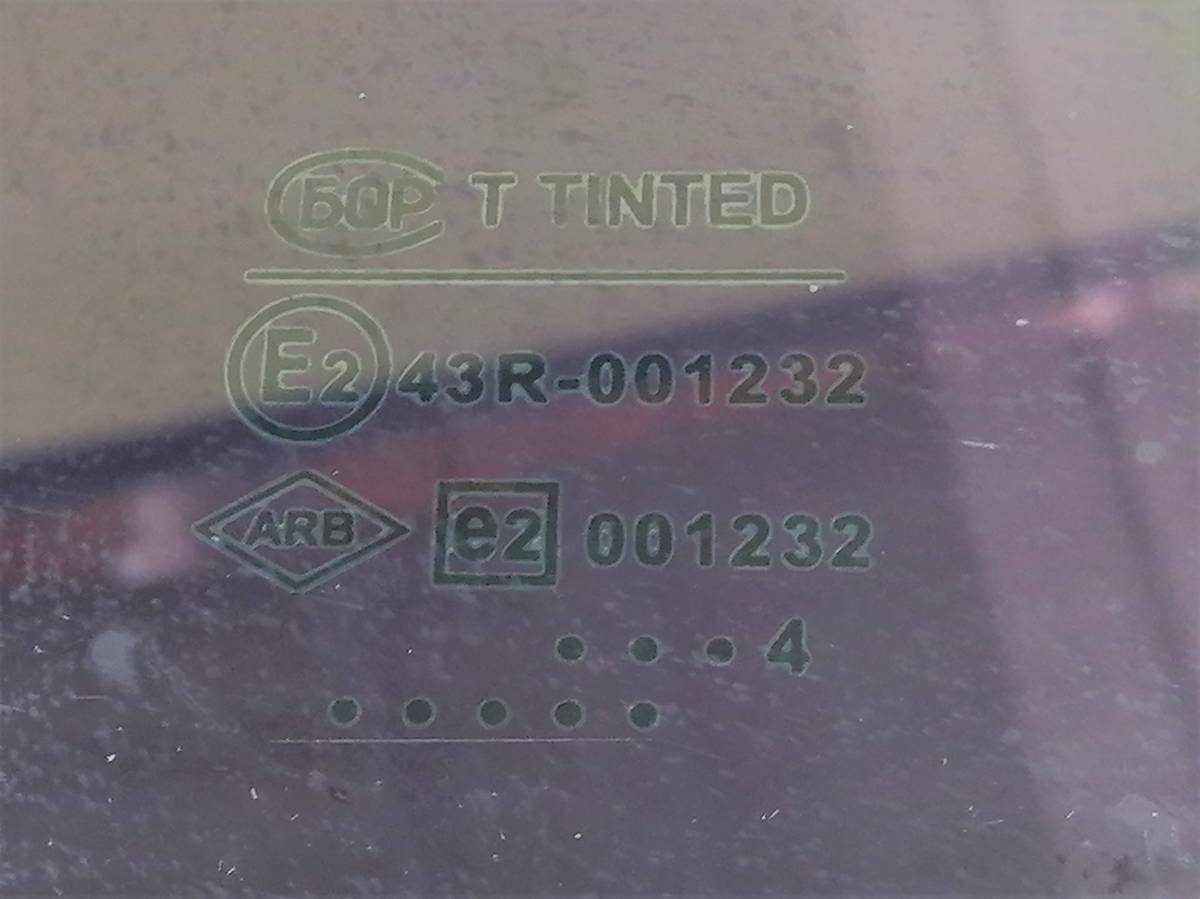 БОР T TINTED
E2 43R-001232
ARB e2 001232
• • • 4
• • • • •